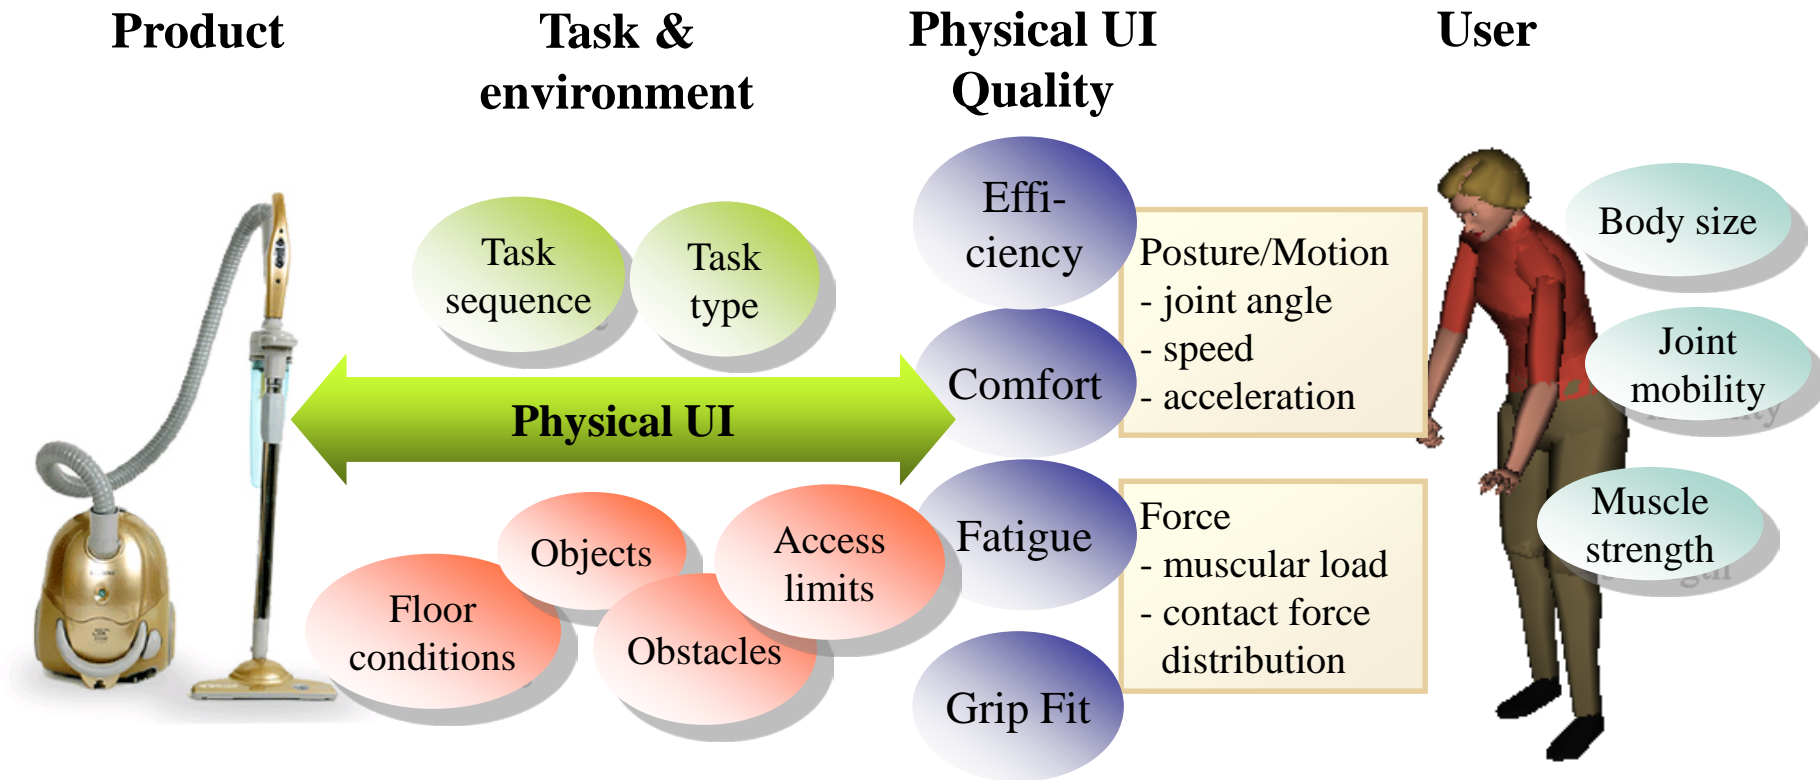 Product
Task &
environment
Physical UI
Quality
User
Task
sequence
Task
type
Physical UI
Objects
Access
limits
Floor
conditions
Obstacles
Effi-
ciency
Comfort
Fatigue
Grip Fit
Posture/Motion
- joint angle
- speed
- acceleration
Force
- muscular load
- contact force
distribution
Body size
Joint
mobility
Muscle
strength